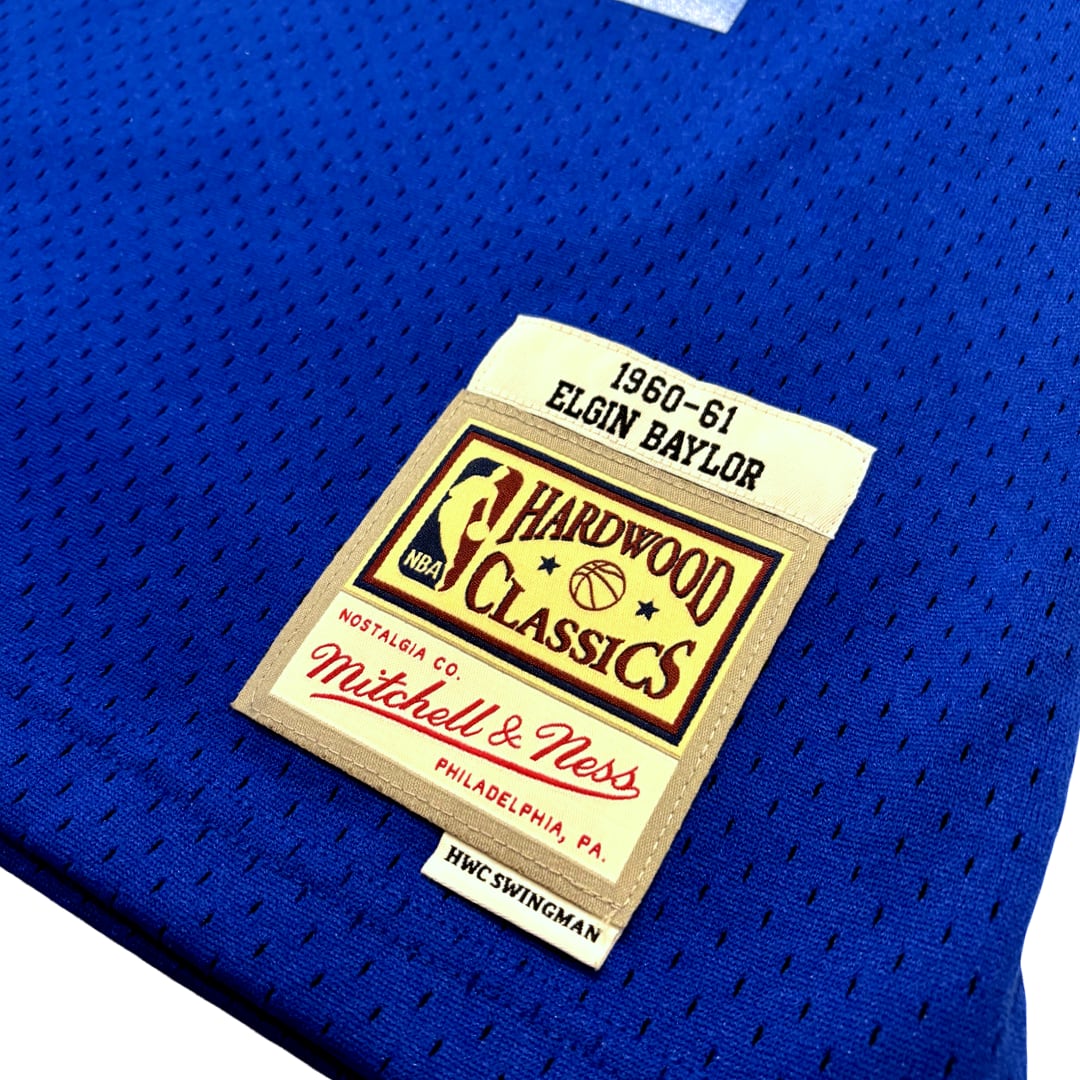 1960-61
ELGIN BAYLOR
HARDWOOD
CLASSICS
NBA
NOSTALGIA CO.
Mitchell & Ness
PHILADELPHIA, PA.
HWC SWINGMAN